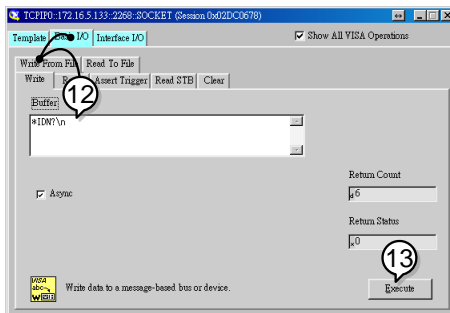 TCPIP0::172.16.5.133::2268::SOCKET (Session 0x02DC0678)
Template I/O Interface I/O Show All VISA Operations
Write From File Read To File
Write Assert Trigger Read STB Clear
12
Buffer
*IDN?\n
Return Count
Async
d 6
Return Status
x 0
13
VISA
abc
Write data to a message-based bus or device.
Execute